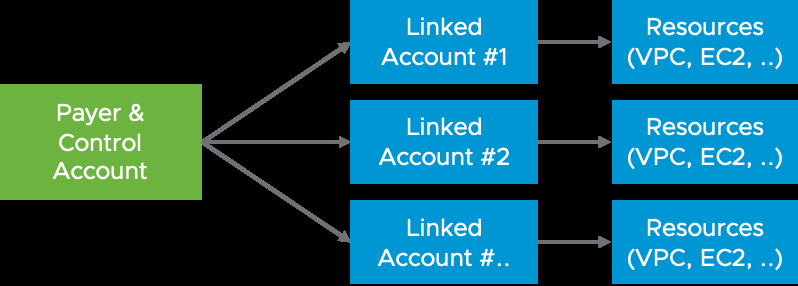 Payer &
Control
Account
Linked
Account #1
Resources
(VPC, EC2, ..)
Linked
Account #2
Resources
(VPC, EC2, ..)
Linked
Account #..
Resources
(VPC, EC2, ..)